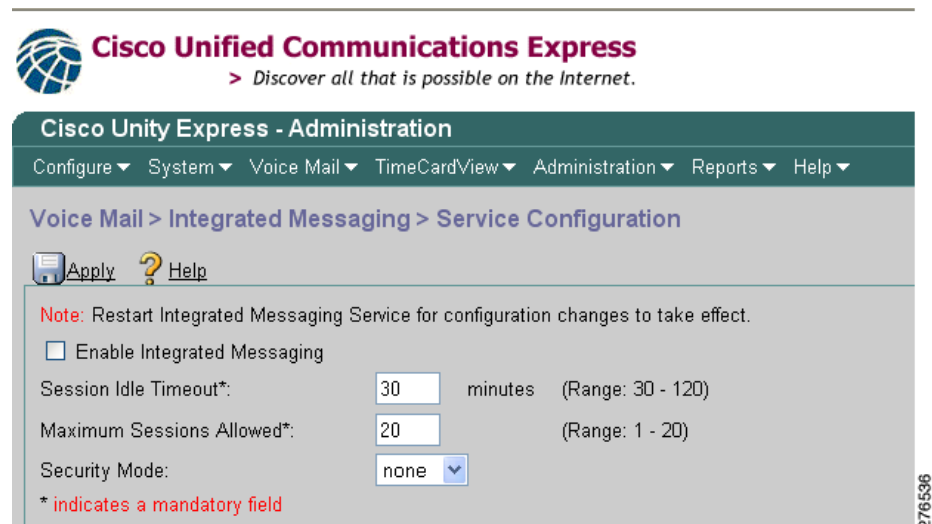 Cisco Unified Communications Express
> Discover all that is possible on the Internet.
Cisco Unity Express - Administration
Configure System Voice Mail TimeCardView Administration Reports Help
Voice Mail > Integrated Messaging > Service Configuration
Apply Help
Note: Restart Integrated Messaging Service for configuration changes to take effect.
Enable Integrated Messaging
Session Idle Timeout*: 30 minutes (Range: 30 - 120)
Maximum Sessions Allowed*: 20 (Range: 1 - 20)
Security Mode: none
* indicates a mandatory field
276536